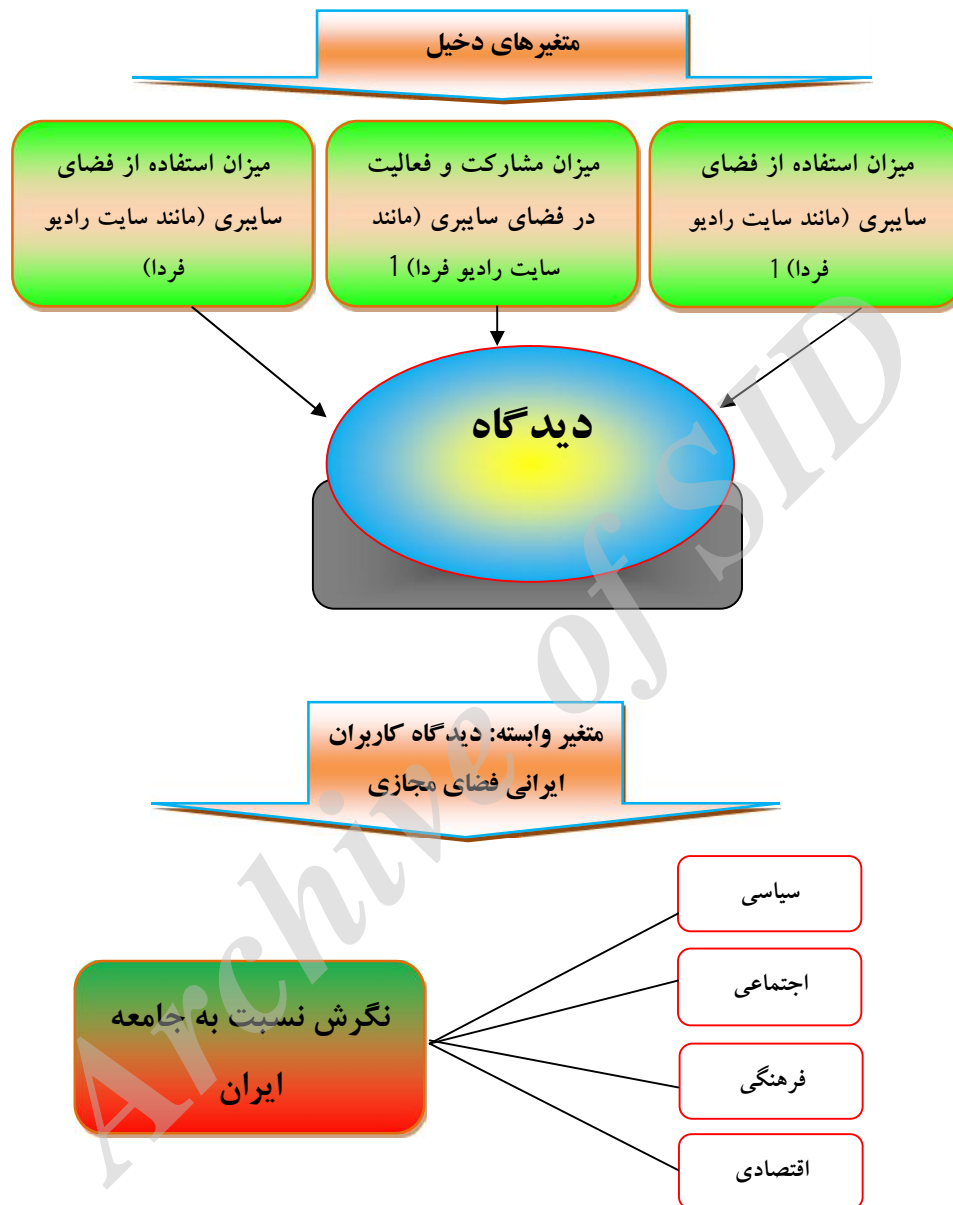 متغیرهای دخیل
میزان استفاده از فضای
سایبری (مانند سایت رادیو
فردا) 1
میزان مشارکت و فعالیت
در فضای سایبری (مانند
سایت رادیو فردا) 1
میزان استفاده از فضای
سایبری (مانند سایت رادیو
فردا)
دیدگاه
متغیر وابسته: دیدگاه کاربران
ایرانی فضای مجازی
نگرش نسبت به جامعه
ایران
سیاسی
اجتماعی
فرهنگی
اقتصادی
Archive of SID